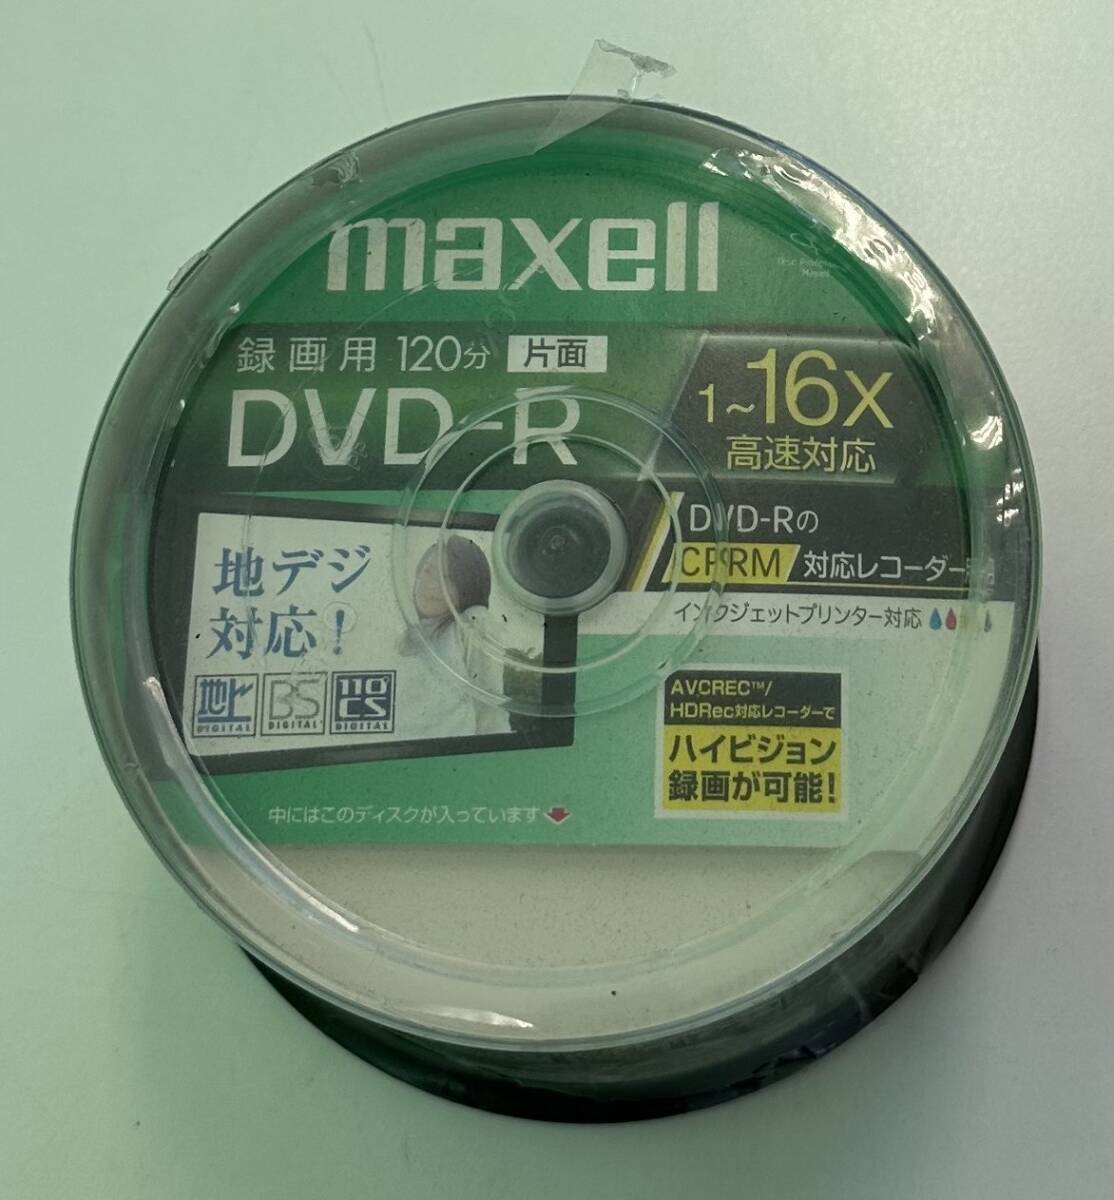 maxell
録画用 120分 片面
DVD-R
1~16X
高速対応
DVD-Rの
CPRM 対応レコーダー用
インクジェットプリンター対応
地デジ
対応!
地上 BS 110°CS
DIGITAL DIGITAL DIGITAL
AVCREC™/
HDRec対応レコーダーで
ハイビジョン
録画が可能!
中にはこのディスクが入っています